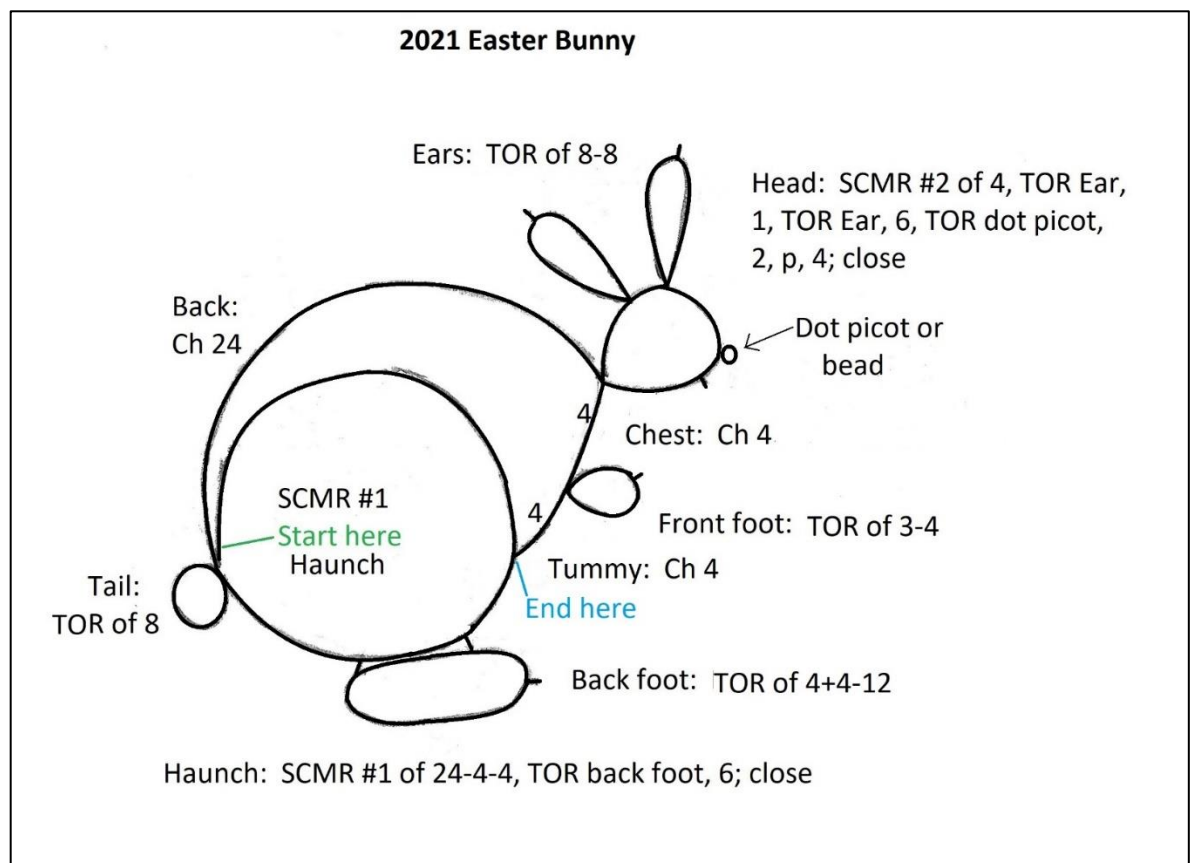 2021 Easter Bunny
Ears: TOR of 8-8
Head: SCMR #2 of 4, TOR Ear,
1, TOR Ear, 6, TOR dot picot,
2, p, 4; close
Back:
Ch 24
Dot picot or
bead
4
Chest: Ch 4
SCMR #1
Start here
Haunch
4
Front foot: TOR of 3-4
Tummy: Ch 4
End here
Tail:
TOR of 8
Back foot: TOR of 4+4-12
Haunch: SCMR #1 of 24-4-4, TOR back foot, 6; close